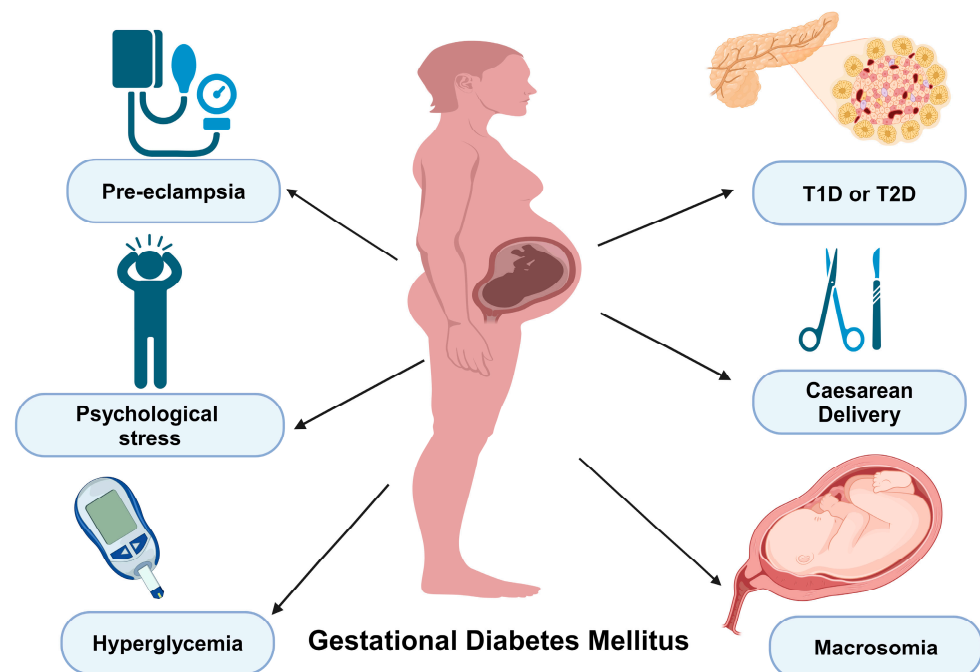 Pre-eclampsia
T1D or T2D
Psychological
stress
Caesarean
Delivery
Hyperglycemia
Gestational Diabetes Mellitus
Macrosomia